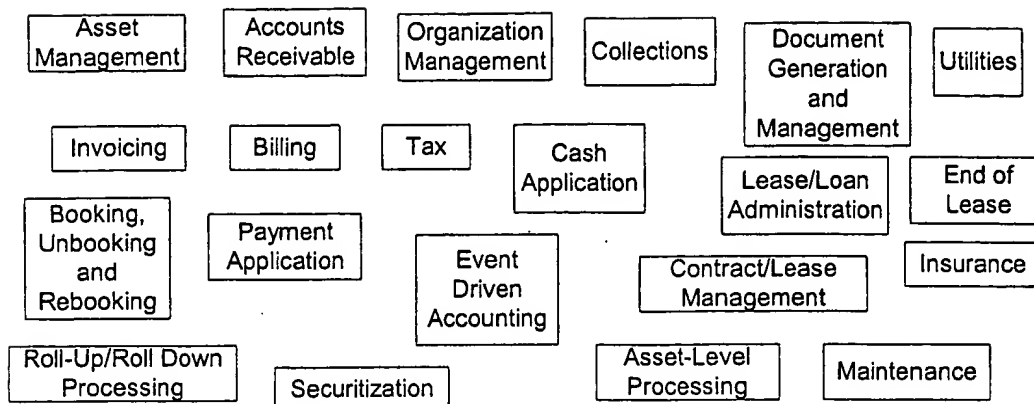 Asset
Management
Accounts
Receivable
Organization
Management
Collections
Document
Generation
and
Management
Utilities
Invoicing
Billing
Tax
Cash
Application
Lease/Loan
Administration
End of
Lease
Booking,
Unbooking
and
Rebooking
Payment
Application
Event
Driven
Accounting
Contract/Lease
Management
Insurance
Roll-Up/Roll Down
Processing
Securitization
Asset-Level
Processing
Maintenance